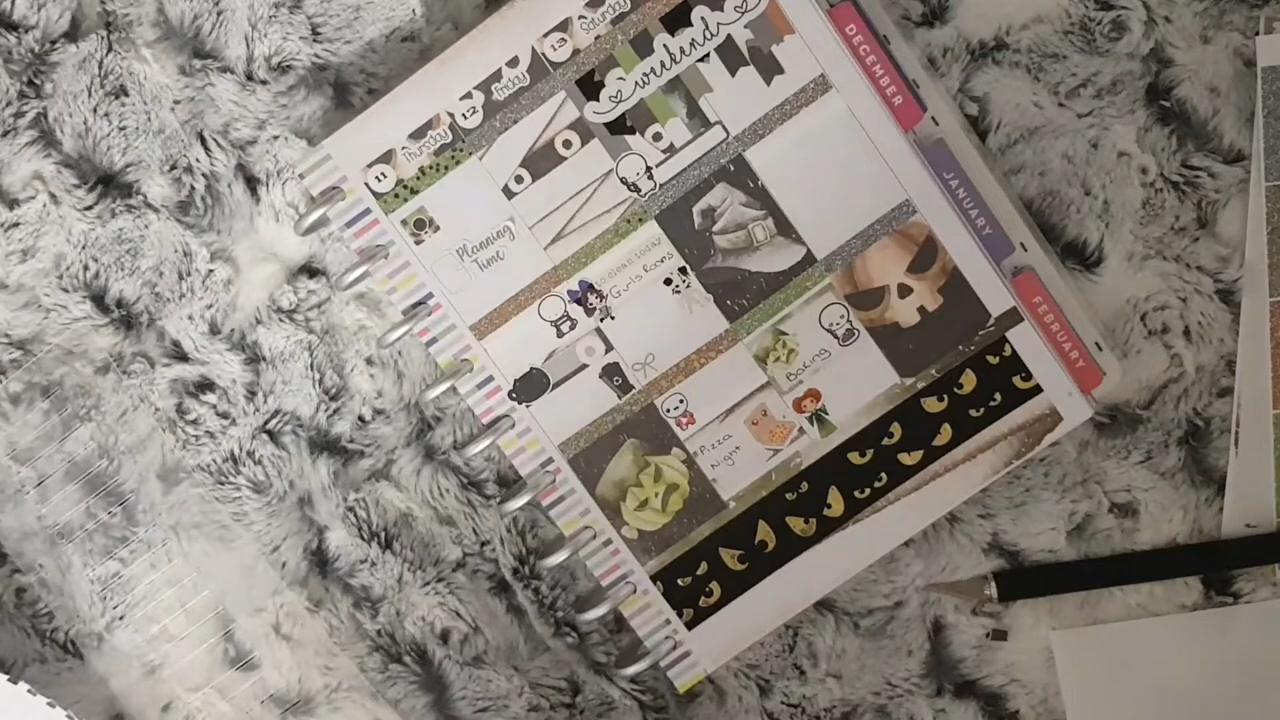 11 Thursday
12 Friday
13 Saturday
weekend
DECEMBER
JANUARY
FEBRUARY
Planning
Time
to clean today
Girls Rooms
Baking
Pizza
Night